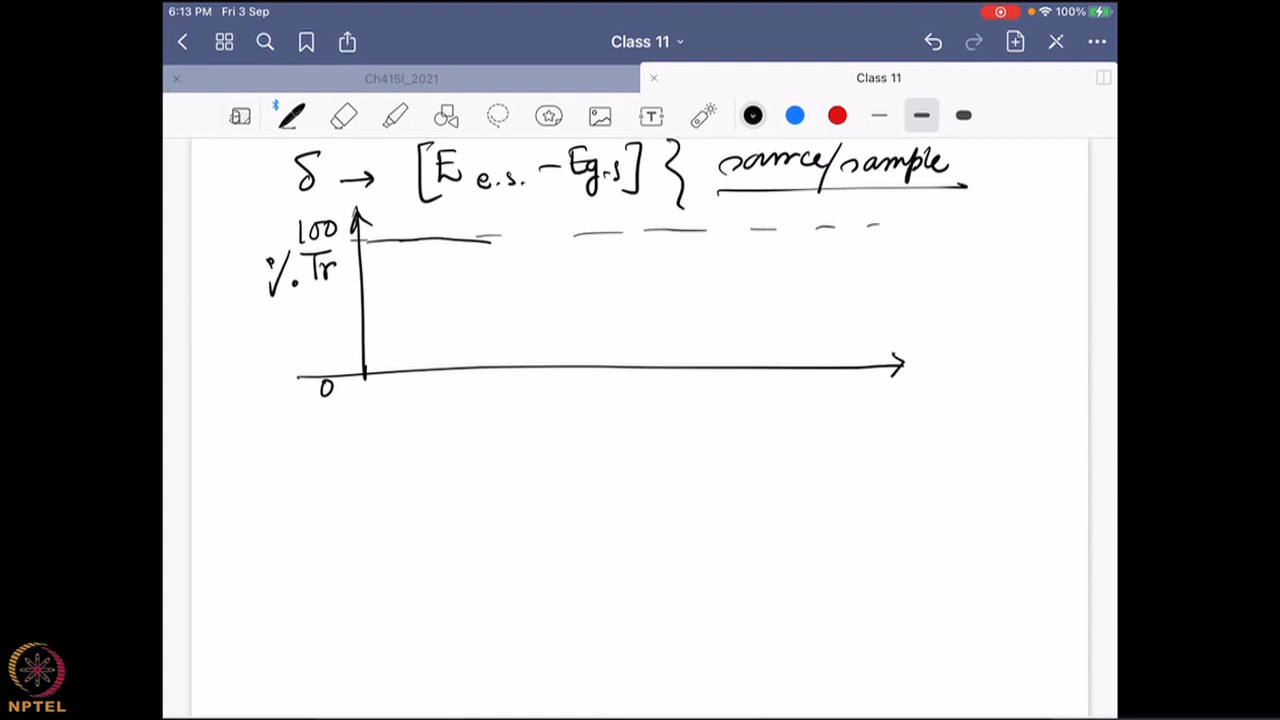 6:13 PM Fri 3 Sep 100%
Class 11
Ch415I_2021 Class 11
T
δ → [E e.s. - Eg.s] } source/sample
100
%. Tr
0
NPTEL